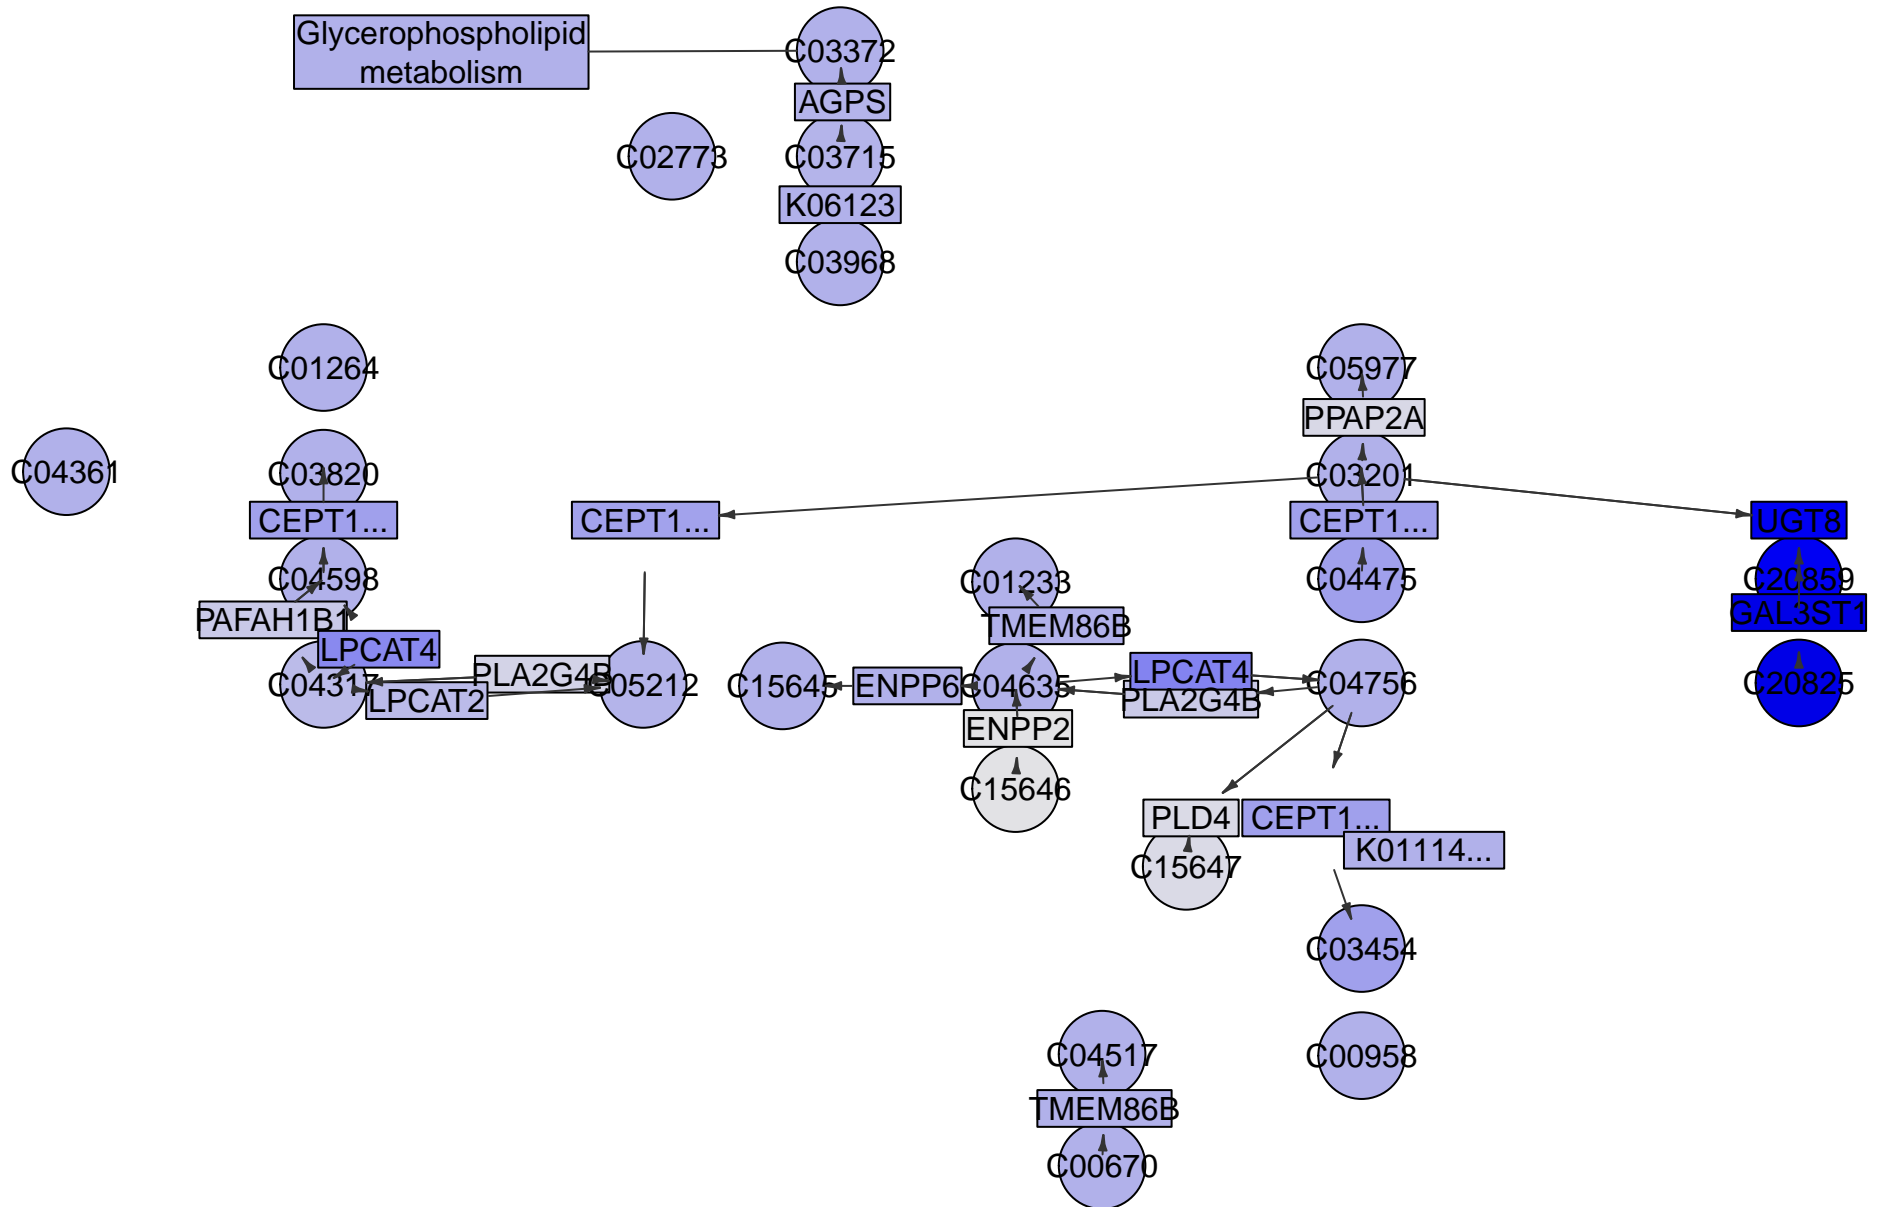 Glycerophospholipid
metabolism
C03372
AGPS
C02773
C03715
K06123
C03968
C01264
C05977
PPAP2A
C04361
C03820
C03201
CEPT1...
CEPT1...
CEPT1...
UGT8
C04598
C01233
C04475
C20859
PAFAH1B1
TMEM86B
GAL3ST1
LPCAT4
C04317
PLA2G4B
LPCAT2
C05212
C15645
ENPP6
C04635
LPCAT4
PLA2G4B
C04756
C20825
ENPP2
C15646
PLD4
CEPT1...
K01114...
C15647
C03454
C04517
C00958
TMEM86B
C00670